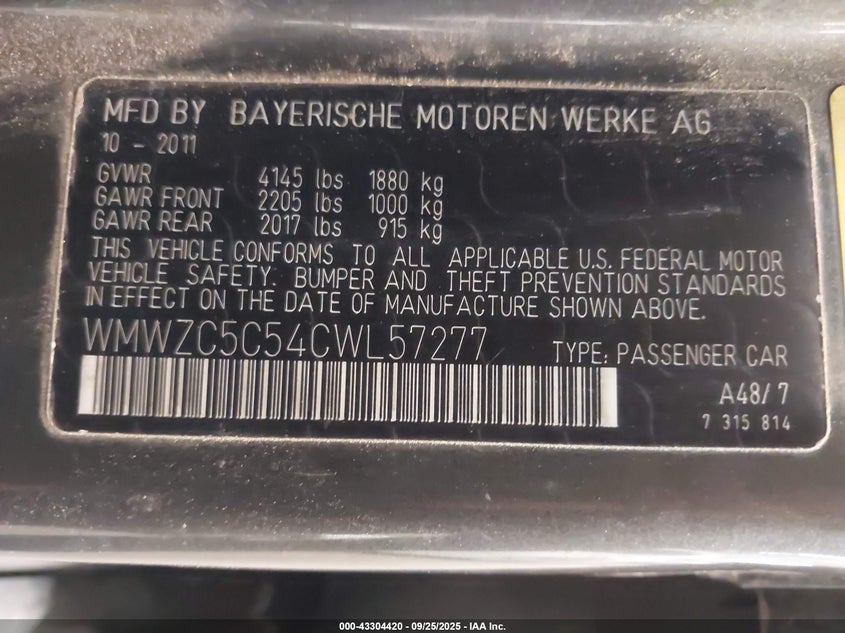 MFD BY BAYERISCHE MOTOREN WERKE AG
10 - 2011
GVWR 4145 lbs 1880 kg
GAWR FRONT 2205 lbs 1000 kg
GAWR REAR 2017 lbs 915 kg
THIS VEHICLE CONFORMS TO ALL APPLICABLE U.S. FEDERAL MOTOR
VEHICLE SAFETY. BUMPER AND THEFT PREVENTION STANDARDS
IN EFFECT ON THE DATE OF MANUFACTURE SHOWN ABOVE.
WMWZC5C54CWL57277 TYPE: PASSENGER CAR
A48/ 7
7 315 814
000-43304420 - 09/25/2025 - IAA Inc.